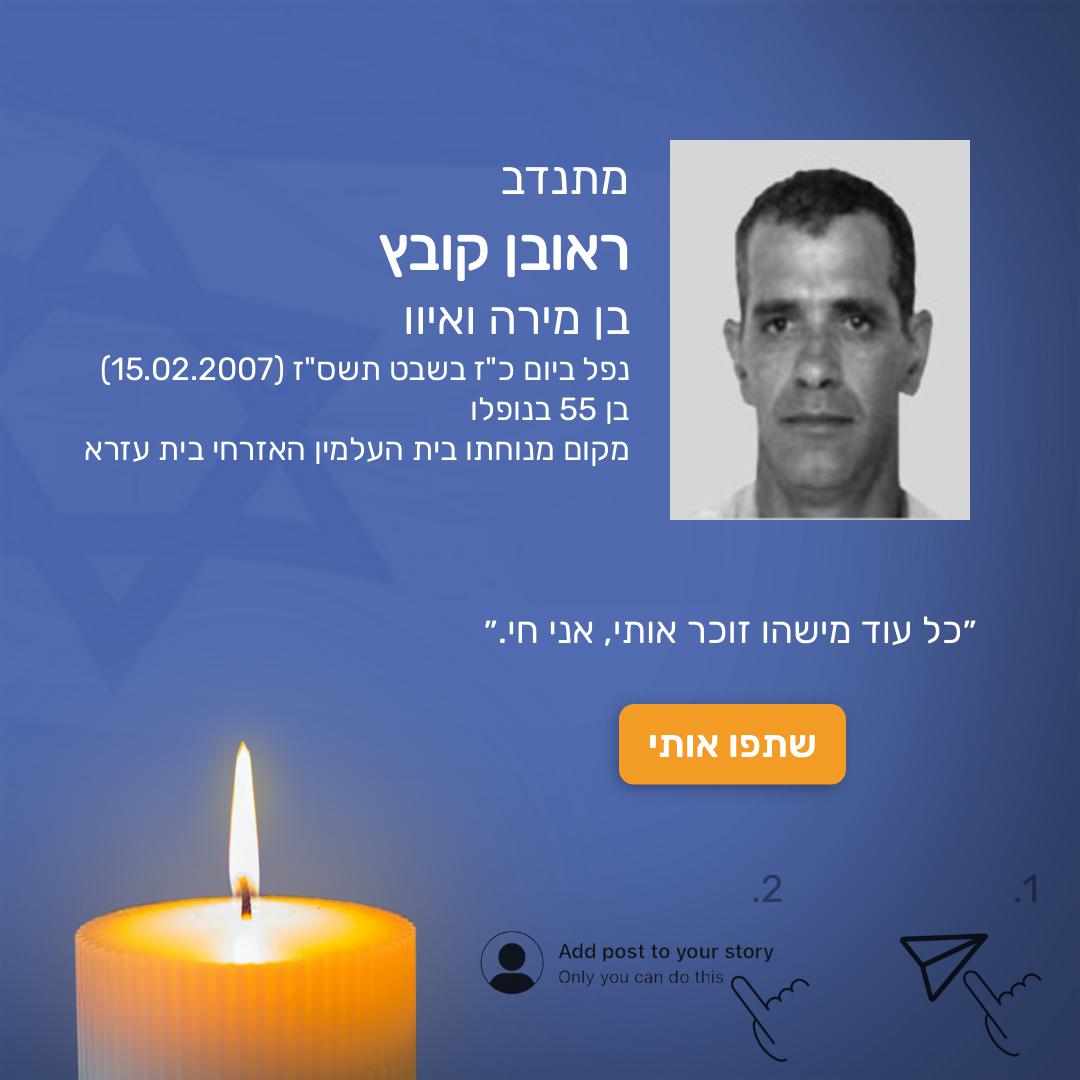 מתנדב
ראובן קובץ
בן מירה ואיוו
נפל ביום כ"ז בשבט תשס"ז (15.02.2007)
בן 55 בנופלו
מקום מנוחתו בית העלמין האזרחי בית עזרא
״כל עוד מישהו זוכר אותי, אני חי.״
שתפו אותי
.1
.2
Add post to your story
Only you can do this